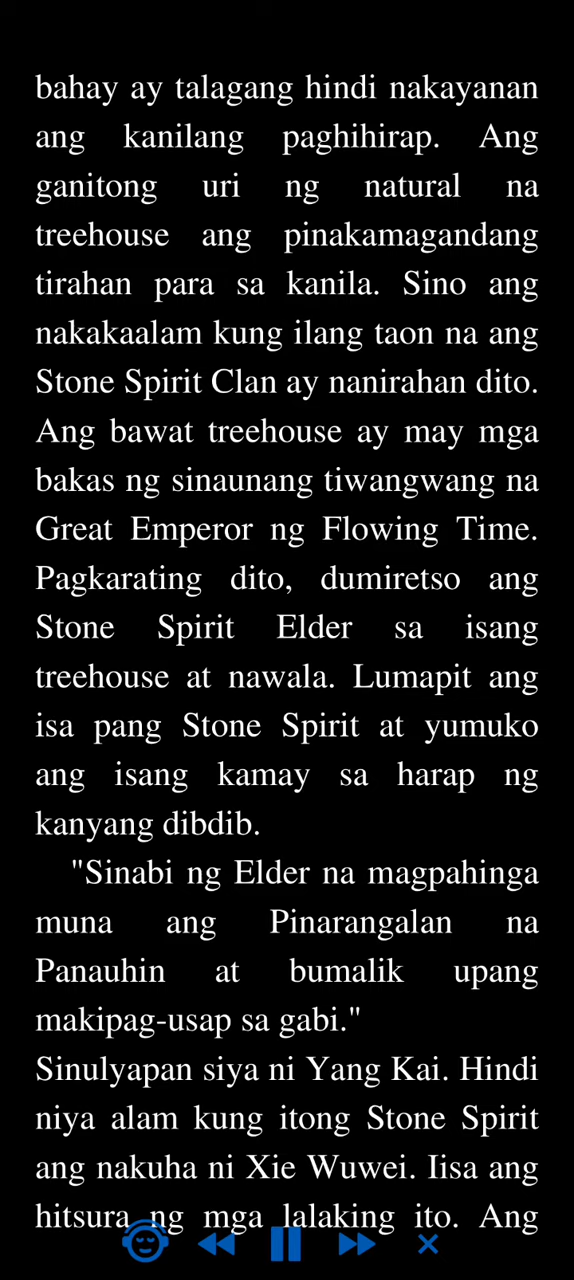 bahay ay talagang hindi nakayanan
ang kanilang paghihirap. Ang
ganitong uri ng natural na
treehouse ang pinakamagandang
tirahan para sa kanila. Sino ang
nakakaalam kung ilang taon na ang
Stone Spirit Clan ay nanirahan dito.
Ang bawat treehouse ay may mga
bakas ng sinaunang tiwangwang na
Great Emperor ng Flowing Time.
Pagkarating dito, dumiretso ang
Stone Spirit Elder sa isang
treehouse at nawala. Lumapit ang
isa pang Stone Spirit at yumuko
ang isang kamay sa harap ng
kanyang dibdib.
"Sinabi ng Elder na magpahinga
muna ang Pinarangalan na
Panauhin at bumalik upang
makipag-usap sa gabi."
Sinulyapan siya ni Yang Kai. Hindi
niya alam kung itong Stone Spirit
ang nakuha ni Xie Wuwei. Iisa ang
hitsura ng mga lalaking ito. Ang